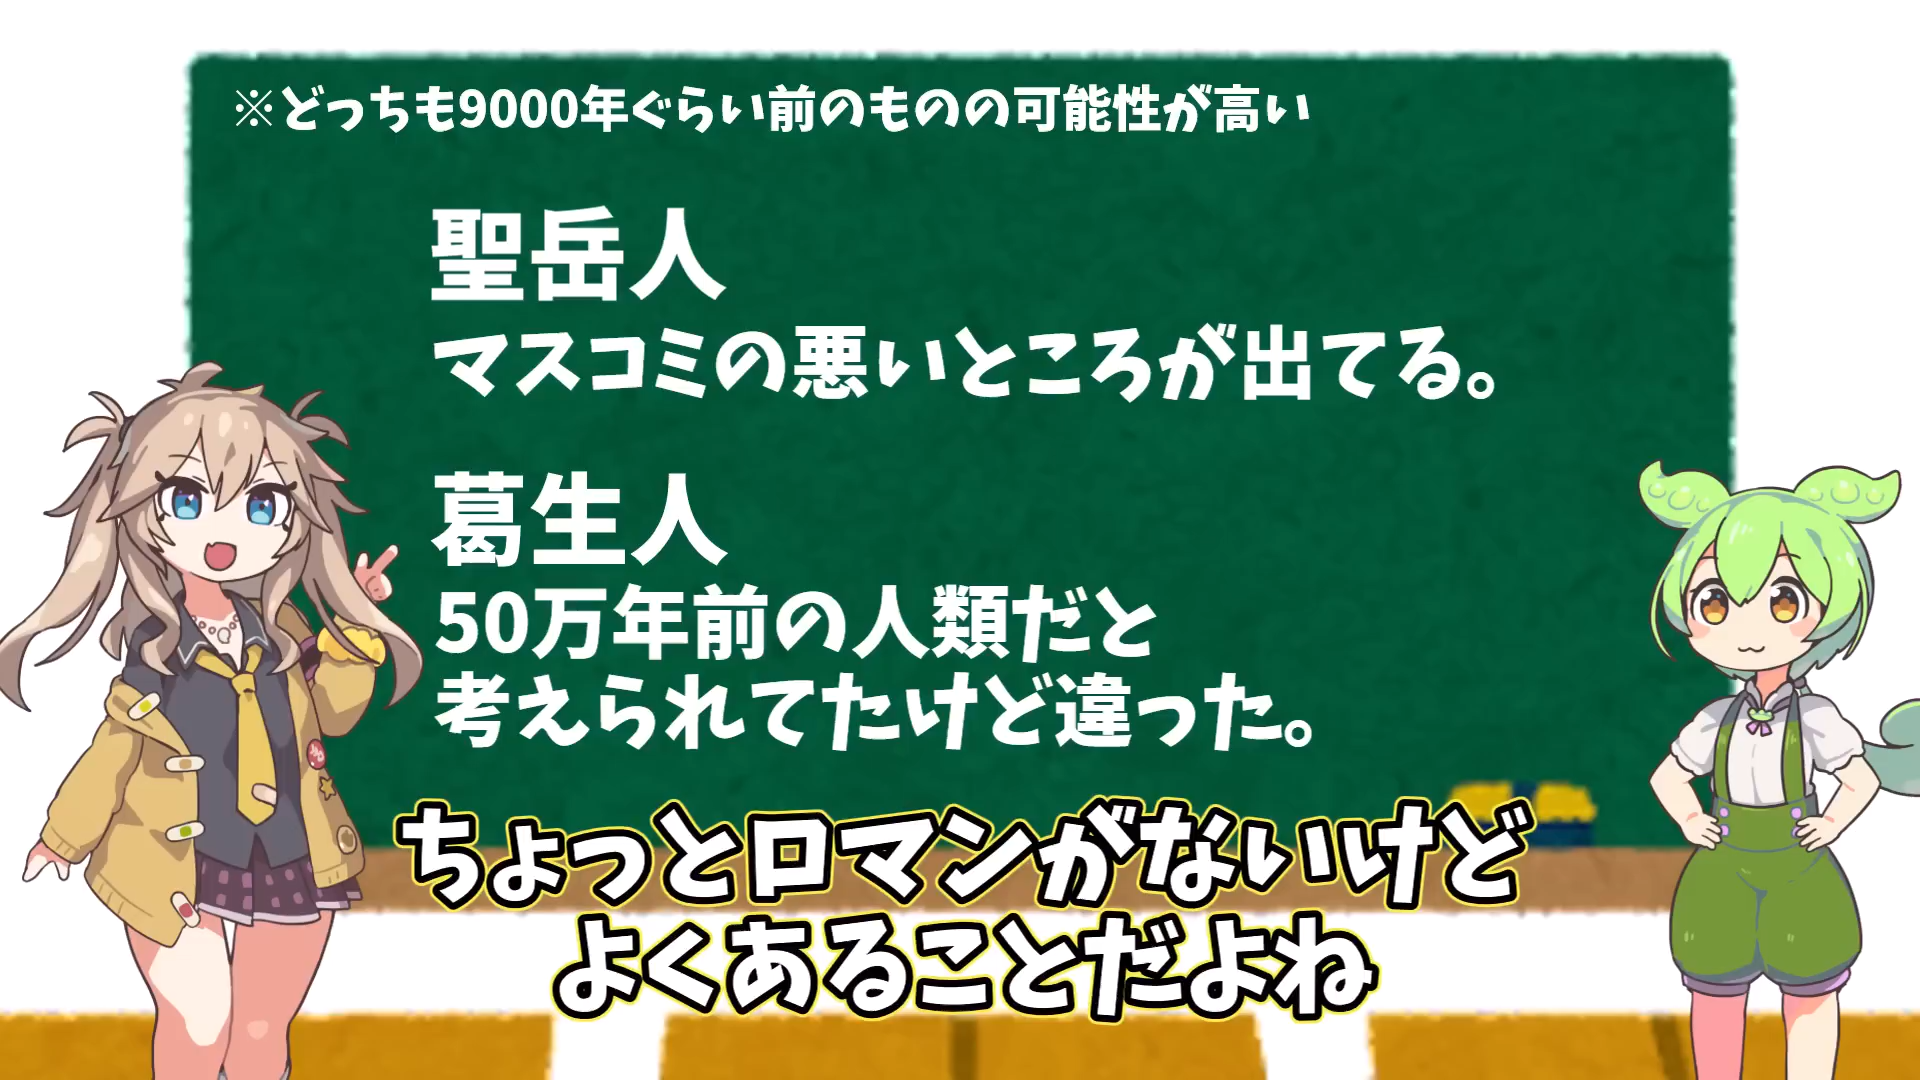 ※どっちも9000年ぐらい前のものの可能性が高い
聖岳人
マスコミの悪いところが出てる。
葛生人
50万年前の人類だと
考えられてたけど違った。
ちょっとロマンがないけど
よくあることだよね